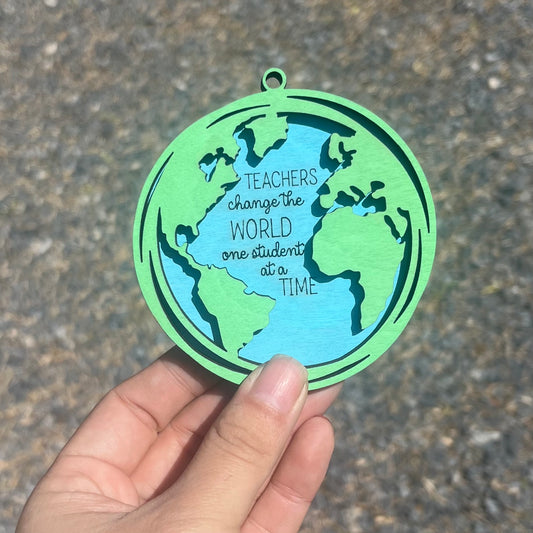 TEACHERS
change the
WORLD
one student
at a
TIME